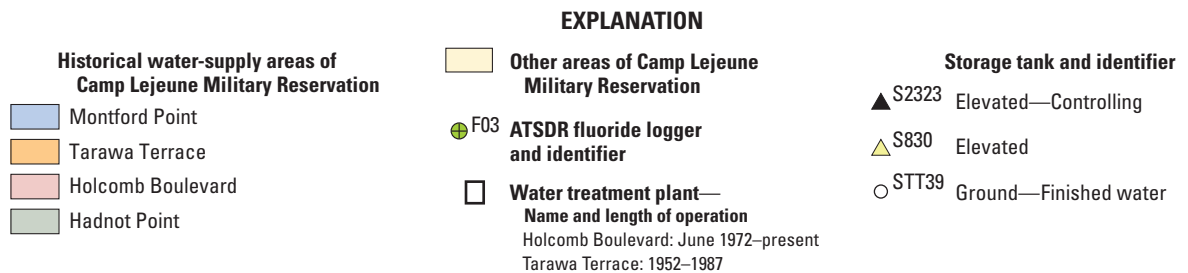 EXPLANATION
Historical water-supply areas of
Camp Lejeune Military Reservation
Montford Point
Tarawa Terrace
Holcomb Boulevard
Hadnot Point
Other areas of Camp Lejeune
Military Reservation
F03 ATSDR fluoride logger
and identifier
Water treatment plant—
Name and length of operation
Holcomb Boulevard: June 1972–present
Tarawa Terrace: 1952–1987
Storage tank and identifier
S2323 Elevated—Controlling
S830 Elevated
STT39 Ground—Finished water